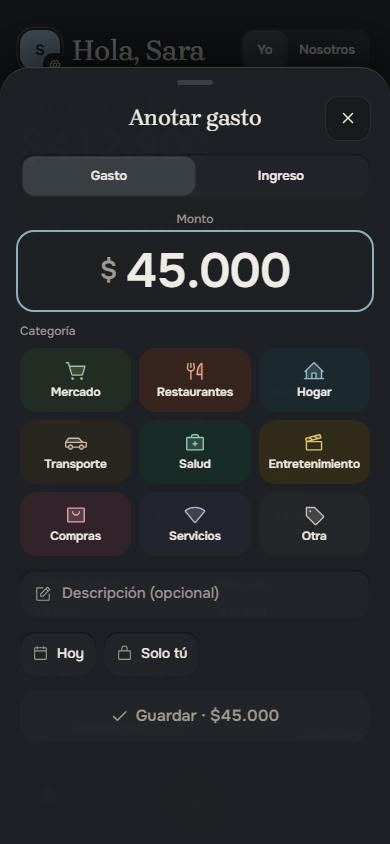 S
Hola, Sara
Yo
Nosotros
Anotar gasto
Gasto
Ingreso
Monto
$ 45.000
Categoría
Mercado
Restaurantes
Hogar
Transporte
Salud
Entretenimiento
Compras
Servicios
Otra
Descripción (opcional)
Hoy
Solo tú
Guardar · $45.000